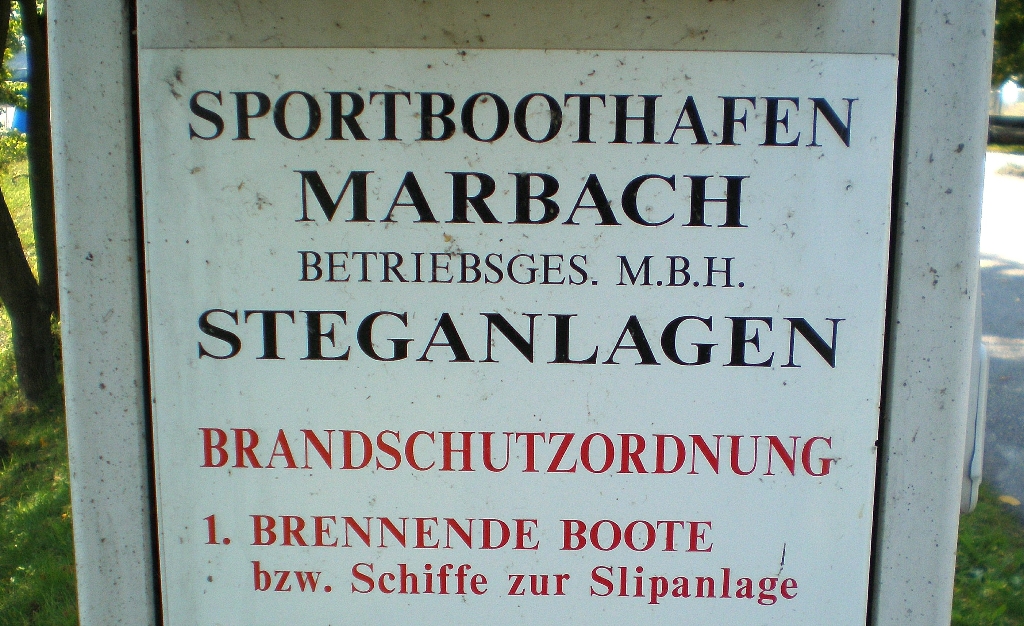 SPORTBOOTHAFEN
MARBACH
BETRIEBSGES. M.B.H.
STEGANLAGEN
BRANDSCHUTZORDNUNG
1. BRENNENDE BOOTE
bzw. Schiffe zur Slipanlage